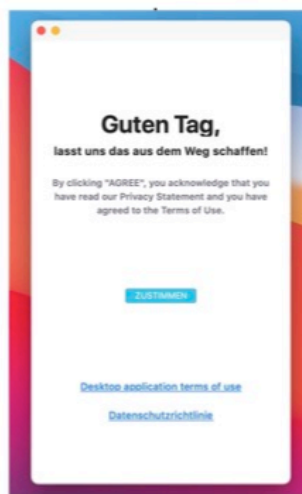 Guten Tag,
lasst uns das aus dem Weg schaffen!
By clicking "AGREE", you acknowledge that you
have read our Privacy Statement and you have
agreed to the Terms of Use.
ZUSTIMMEN
Desktop application terms of use
Datenschutzrichtlinie